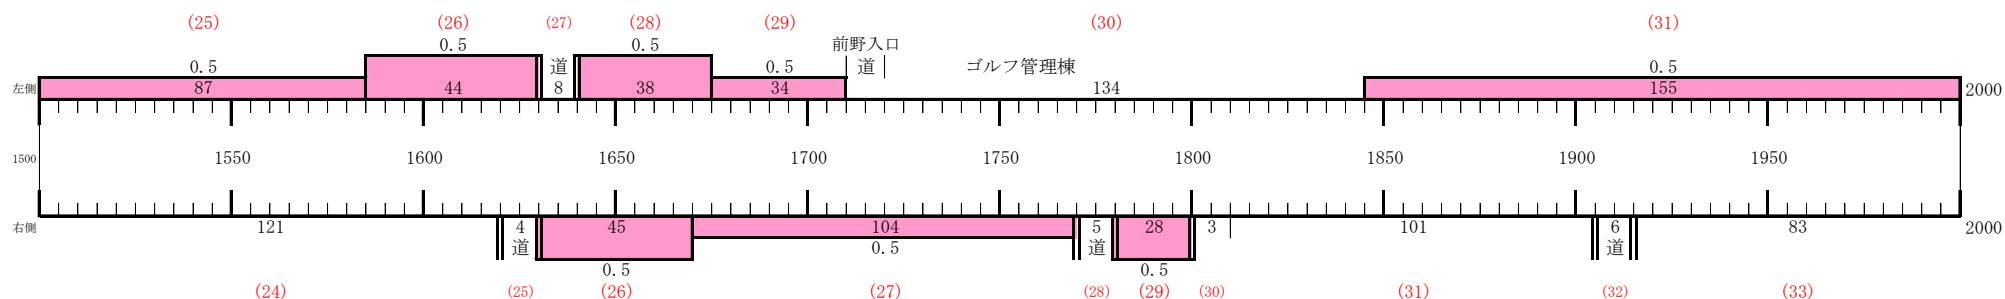 (25) (26) (27) (28) (29) (30) (31)
0.5 0.5 前野入口
0.5 道 0.5 道 ゴルフ管理棟 0.5
左側 87 44 8 38 34 134 155 2000
1500 1550 1600 1650 1700 1750 1800 1850 1900 1950
右側 121 4 45 104 5 28 3 101 6 83 2000
道 0.5 道 道
0.5 0.5
(24) (25) (26) (27) (28) (29) (30) (31) (32) (33)